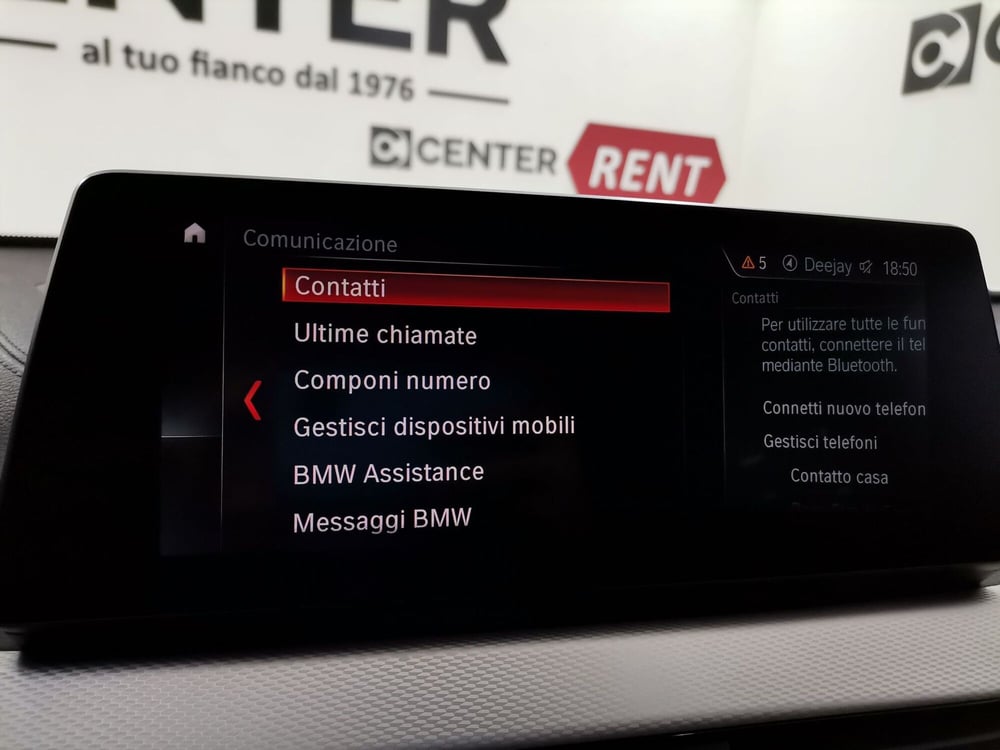 al tuo fianco dal 1976
CENTER RENT
Comunicazione
Contatti
Ultime chiamate
Componi numero
Gestisci dispositivi mobili
BMW Assistance
Messaggi BMW
5 Deejay 18:50
Contatti
Per utilizzare tutte le fun
contatti, connettere il tel
mediante Bluetooth.
Connetti nuovo telefon
Gestisci telefoni
Contatto casa